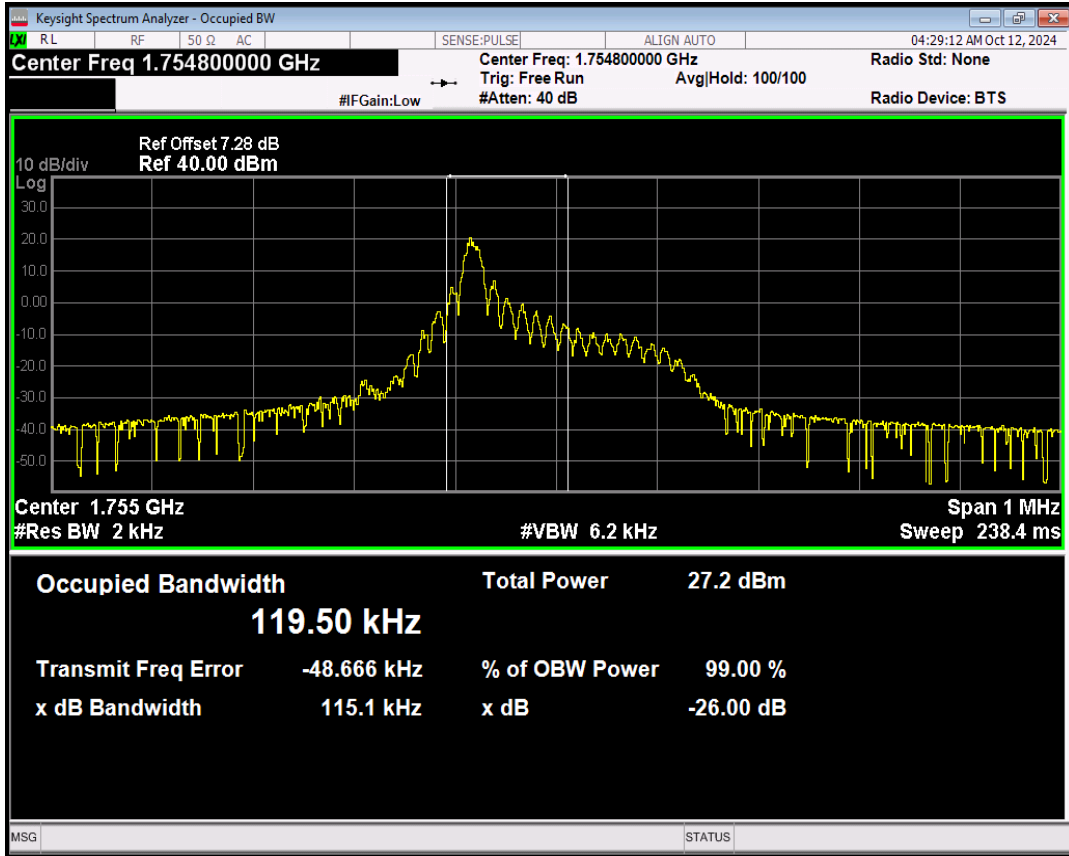 Keysight Spectrum Analyzer - Occupied BW
LXI RL RF 50 Ω AC SENSE:PULSE ALIGN AUTO 04:29:12 AM Oct 12, 2024
Center Freq 1.754800000 GHz
Center Freq: 1.754800000 GHz
Radio Std: None
Trig: Free Run Avg|Hold: 100/100
#IFGain:Low #Atten: 40 dB Radio Device: BTS
Ref Offset 7.28 dB
10 dB/div Ref 40.00 dBm
Log
30.0
20.0
10.0
0.00
-10.0
-20.0
-30.0
-40.0
-50.0
Center 1.755 GHz Span 1 MHz
#Res BW 2 kHz #VBW 6.2 kHz Sweep 238.4 ms
Occupied Bandwidth Total Power 27.2 dBm
119.50 kHz
Transmit Freq Error -48.666 kHz % of OBW Power 99.00 %
x dB Bandwidth 115.1 kHz x dB -26.00 dB
MSG STATUS